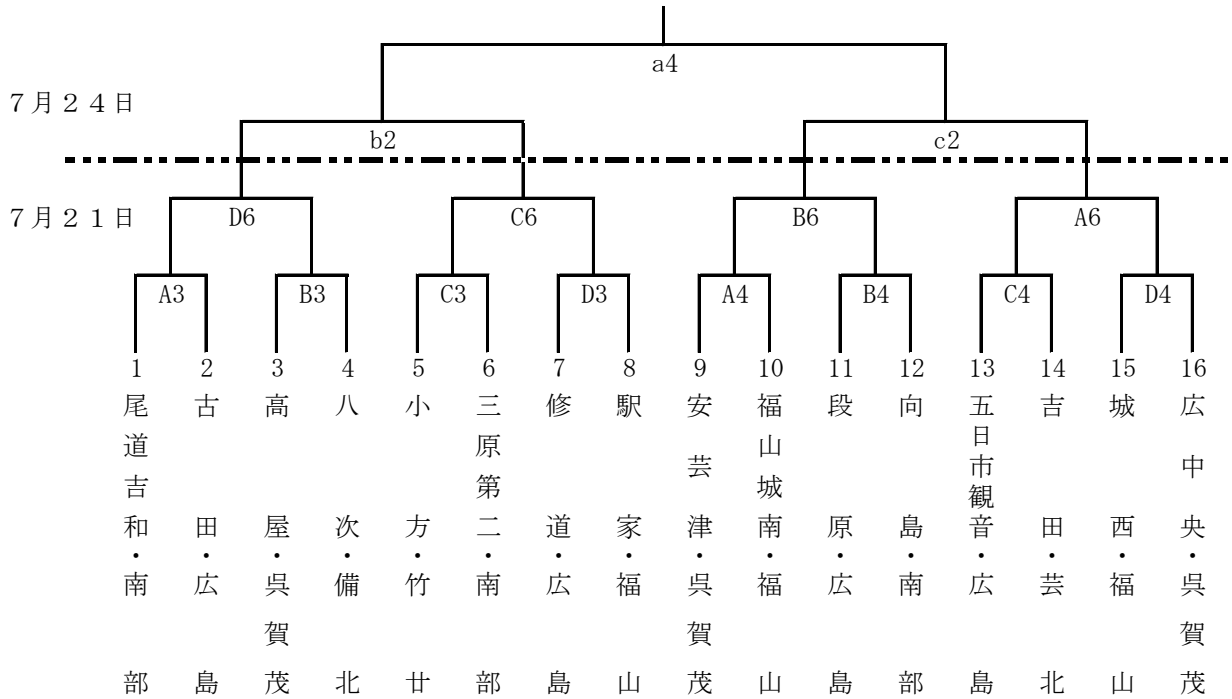 a4
7月24日
b2 c2
7月21日
D6 C6 B6 A6
A3 B3 C3 D3 A4 B4 C4 D4
1 2 3 4 5 6 7 8 9 10 11 12 13 14 15 16
尾道吉和・南部
古田・広島
高屋・呉賀茂
八次・備北
小方・竹廿
三原第二・南部
修道・広島
駅家・福山
安芸津・呉賀茂
福山城南・福山
段原・広島
向島・南部
五日市観音・広島
吉田・芸北
城西・福山
広中央・呉賀茂